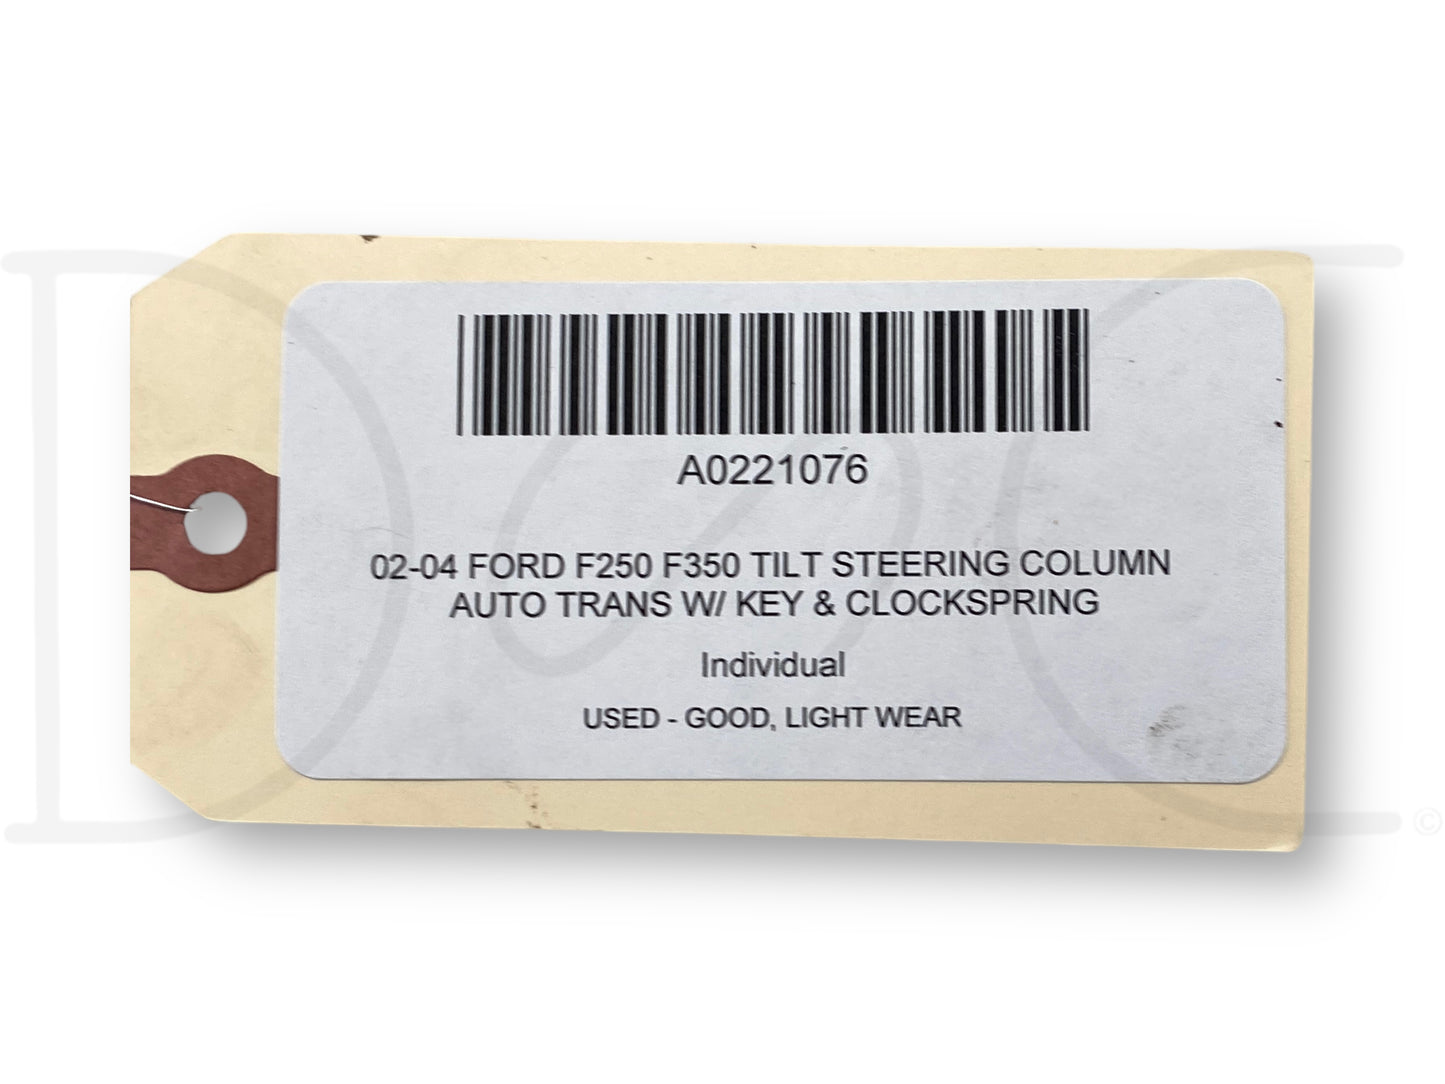 A0221076
02-04 FORD F250 F350 TILT STEERING COLUMN
AUTO TRANS W/ KEY & CLOCKSPRING
Individual
USED - GOOD, LIGHT WEAR
©